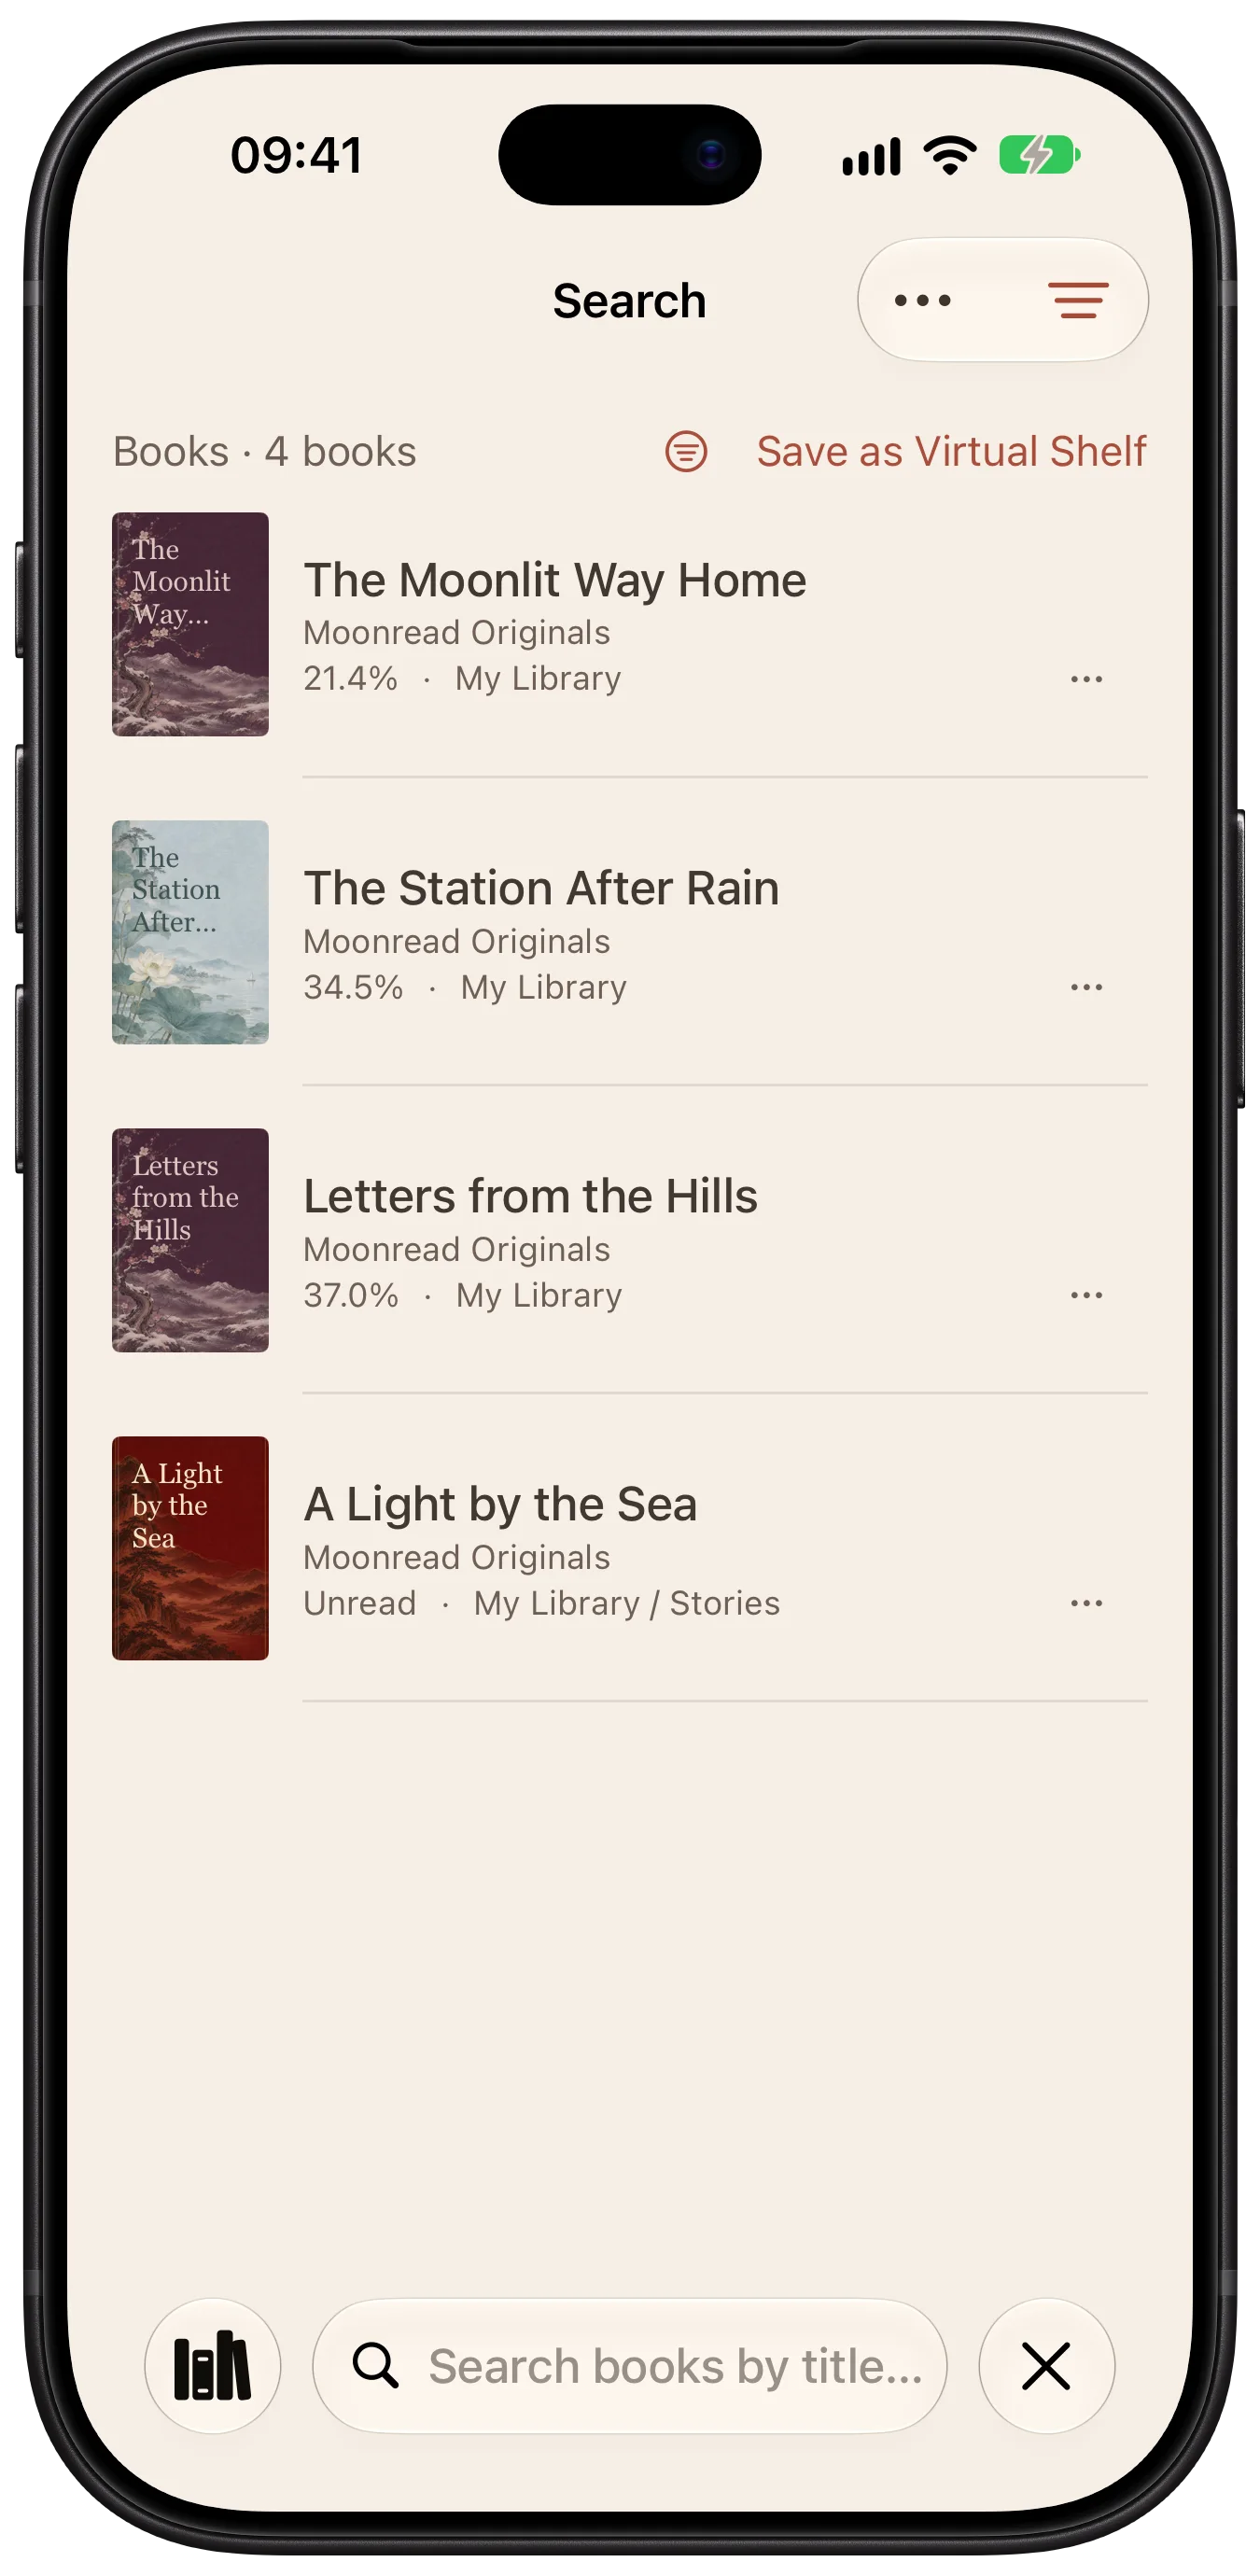 09:41
Search
Books · 4 books
Save as Virtual Shelf
The
Moonlit
Way...
The Moonlit Way Home
Moonread Originals
21.4% · My Library
The
Station
After...
The Station After Rain
Moonread Originals
34.5% · My Library
Letters
from the
Hills
Letters from the Hills
Moonread Originals
37.0% · My Library
A Light
by the
Sea
A Light by the Sea
Moonread Originals
Unread · My Library / Stories
Search books by title...